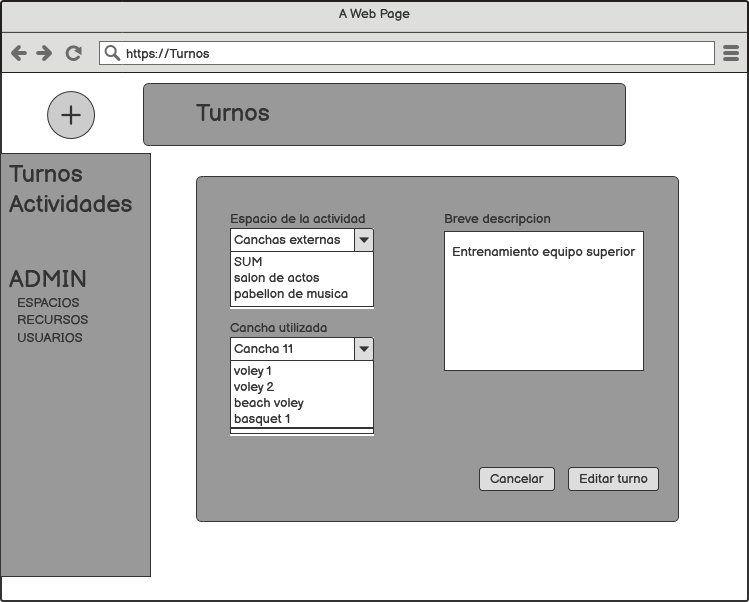 A Web Page
https://Turnos
Turnos
Turnos
Actividades
ADMIN
ESPACIOS
RECURSOS
USUARIOS
Espacio de la actividad
Canchas externas
SUM
salon de actos
pabellon de musica
Cancha utilizada
Cancha 11
voley 1
voley 2
beach voley
basquet 1
Breve descripcion
Entrenamiento equipo superior
Cancelar
Editar turno